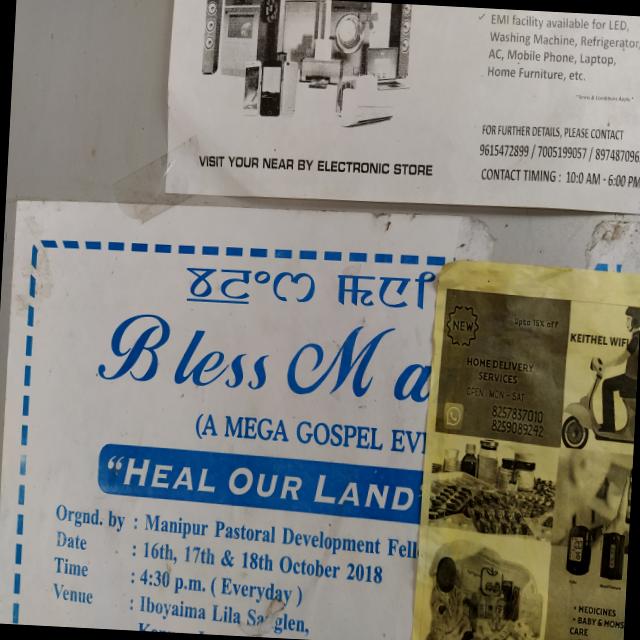 ✓ EMI facility available for LED,
Washing Machine, Refrigerator,
AC, Mobile Phone, Laptop,
Home Furniture, etc.
*Terms & Conditions Apply.*
FOR FURTHER DETAILS, PLEASE CONTACT
9615472899 / 7005199057 / 897487096
CONTACT TIMING : 10:0 AM - 6:00 PM
VISIT YOUR NEAR BY ELECTRONIC STORE
Bless Ma
(A MEGA GOSPEL EV
"HEAL OUR LAND"
Orgnd. by : Manipur Pastoral Development Fell
Date : 16th, 17th & 18th October 2018
Time : 4:30 p.m. ( Everyday )
Venue : Iboyaima Lila Sanglen,
NEW
Upto 15% off
HOME DELIVERY
SERVICES
OPEN: MON - SAT
8257837010
8259089242
KEITHEL WIFI
• MEDICINES
• BABY & MOMS
CARE